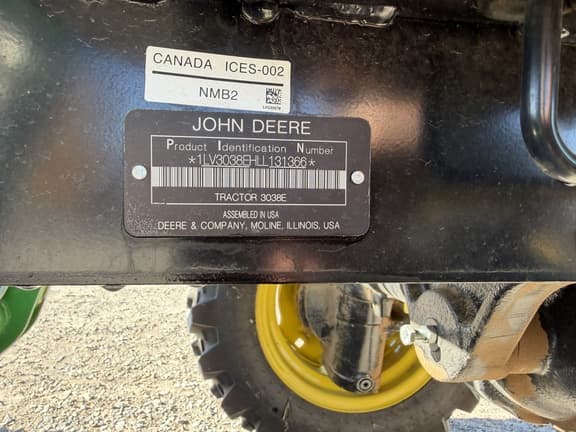 CANADA ICES-002
NMB2
JOHN DEERE
Product Identification Number
*1LV3038EHLL131366*
TRACTOR 3038E
ASSEMBLED IN USA
DEERE & COMPANY, MOLINE, ILLINOIS, USA